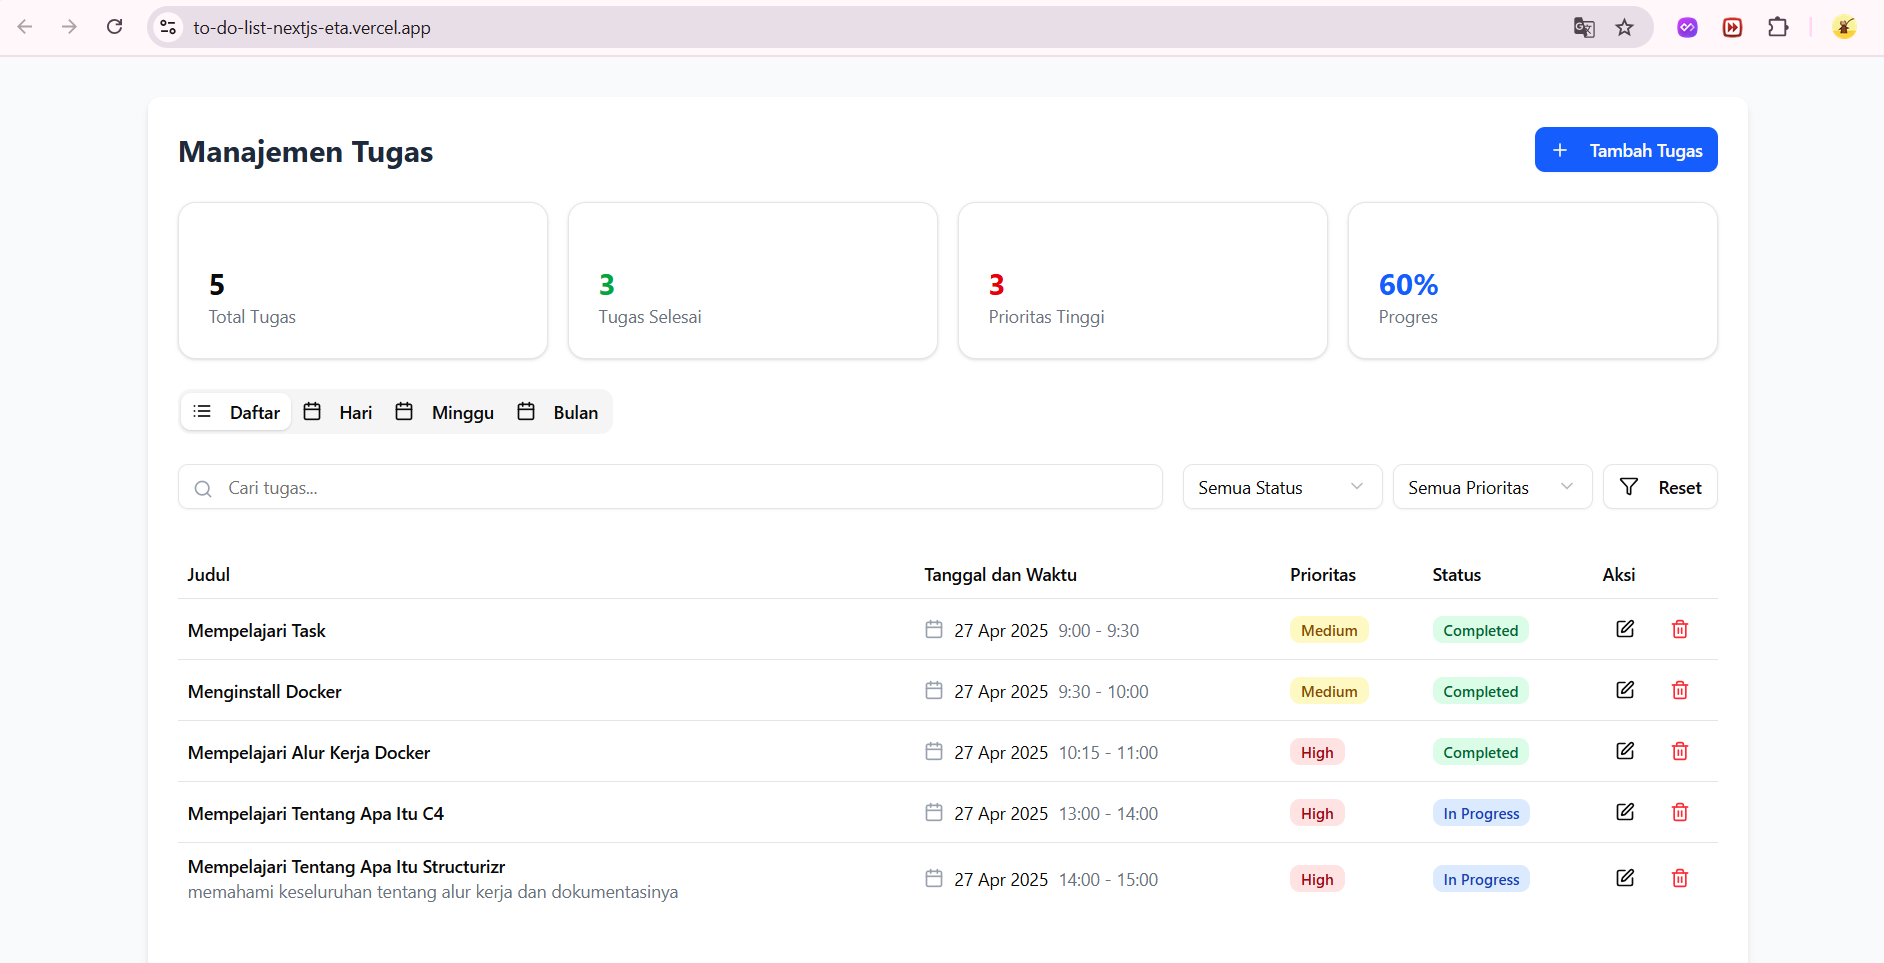 to-do-list-nextjs-eta.vercel.app
Manajemen Tugas
Tambah Tugas
5
Total Tugas
3
Tugas Selesai
3
Prioritas Tinggi
60%
Progres
Daftar Hari Minggu Bulan
Cari tugas... Semua Status Semua Prioritas Reset
Judul Tanggal dan Waktu Prioritas Status Aksi
Mempelajari Task 27 Apr 2025 9:00 - 9:30 Medium Completed
Menginstall Docker 27 Apr 2025 9:30 - 10:00 Medium Completed
Mempelajari Alur Kerja Docker 27 Apr 2025 10:15 - 11:00 High Completed
Mempelajari Tentang Apa Itu C4 27 Apr 2025 13:00 - 14:00 High In Progress
Mempelajari Tentang Apa Itu Structurizr 27 Apr 2025 14:00 - 15:00 High In Progress
memahami keseluruhan tentang alur kerja dan dokumentasinya